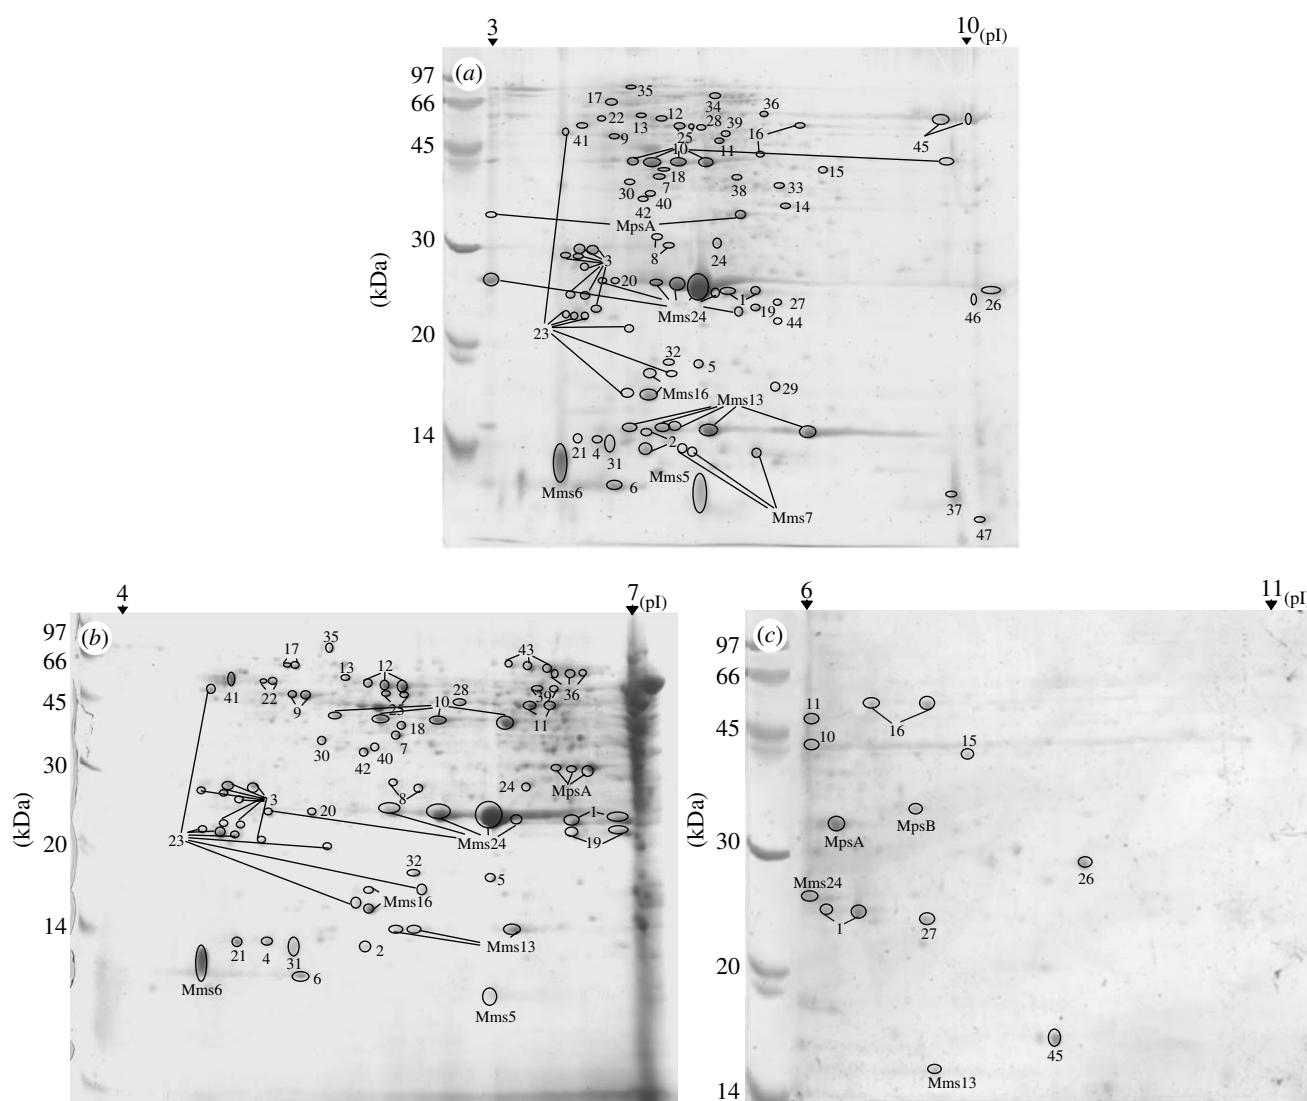 3 10 (pI)
97 (a)
66
45
30
20
14
(kDa)
35
17 34 36
22 13 12 28 39 16
41 9 25 11 45
10
18 15
30 7 38 33
42 40 14
MpsA
8 24
3
20
Mms24 1 27 26
19 46
23 44
32 5
Mms16 29
Mms13
21 4 31 2
Mms5
Mms6 6 37
Mms7 47
4 7 (pI)
97 (b)
66
45
30
20
14
(kDa)
35
17 43
13 12
41 22 39 36
9 25 10 28 11
18
30 7
42 40
24 MpsA
8
3
20 1
23 Mms24 19
32 5
Mms16
Mms13
21 4 31 2
Mms6 6
Mms5
6 11 (pI)
97 (c)
66
45
30
20
14
(kDa)
11 16
10 15
MpsB
MpsA
26
Mms24
1 27
45
Mms13